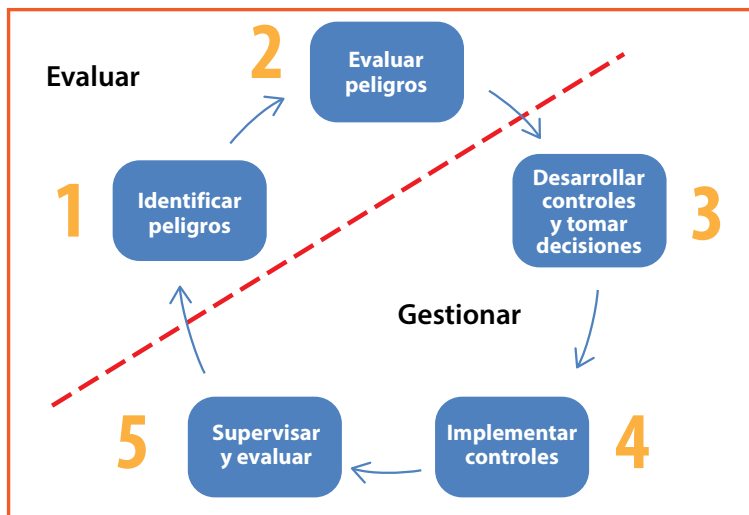 Evaluar
1
Identificar
peligros
2
Evaluar
peligros
3
Desarrollar
controles
y tomar
decisiones
Gestionar
4
Implementar
controles
5
Supervisar
y evaluar